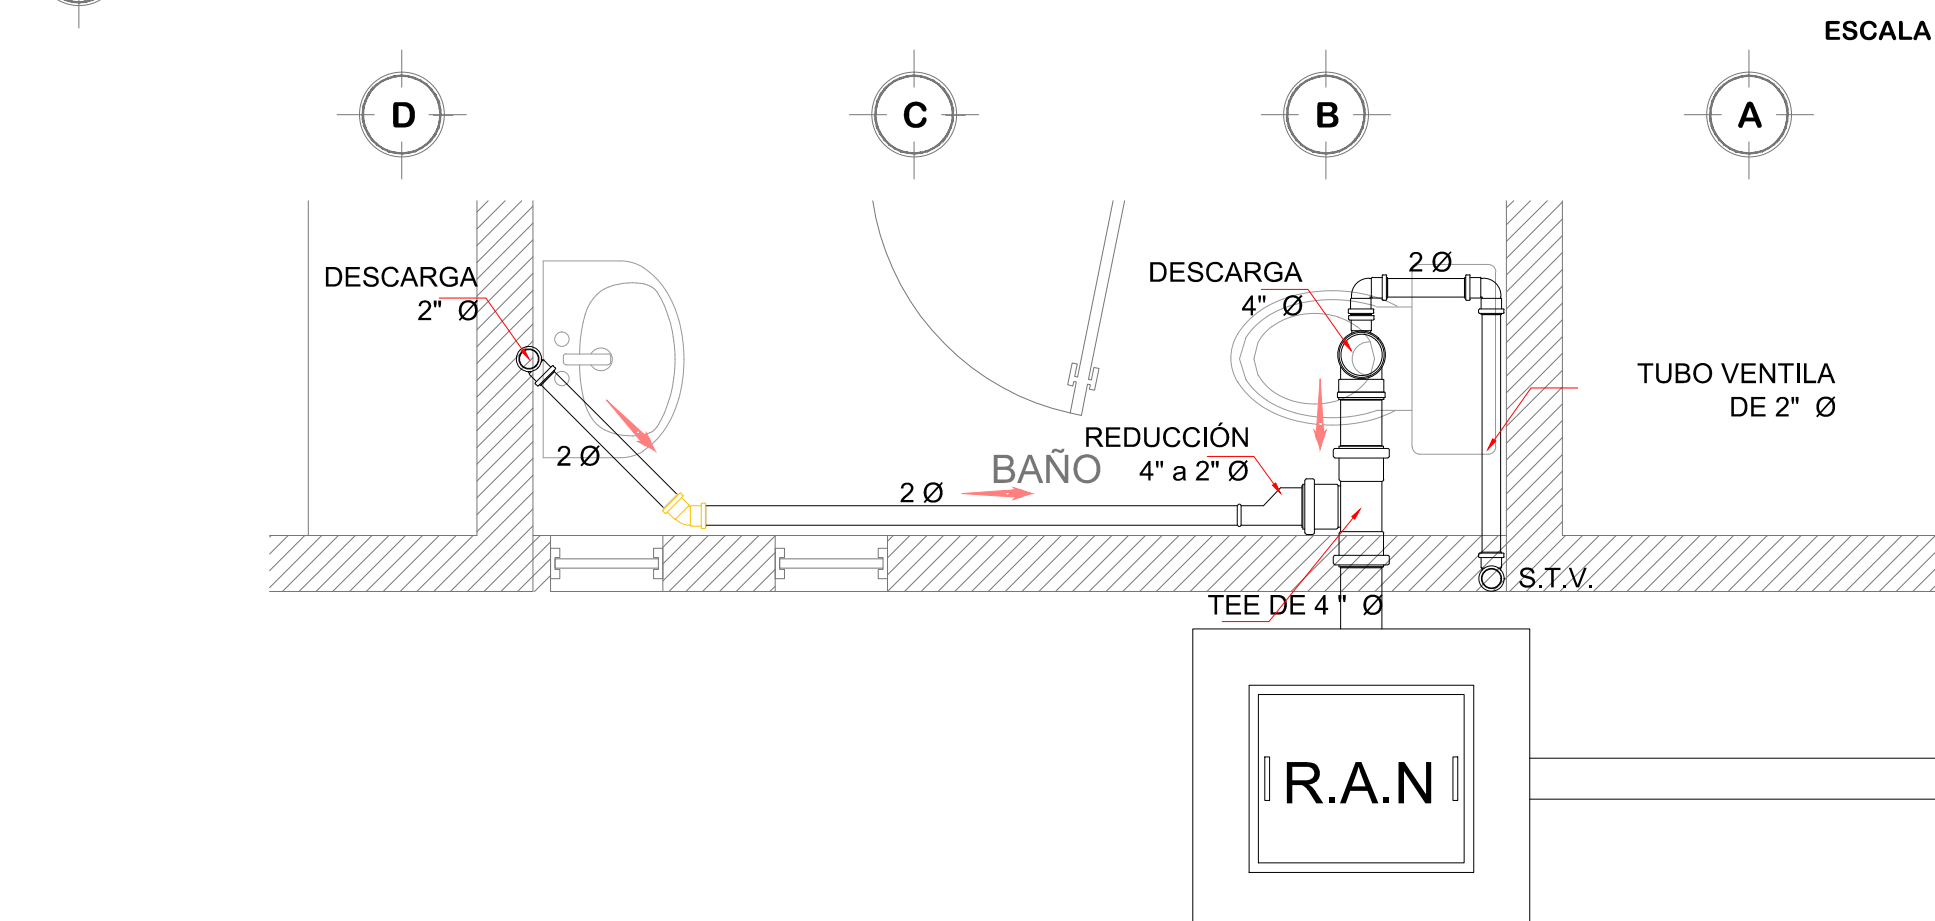 ESCALA
D
C
B
A
DESCARGA
2" Ø
DESCARGA
4" Ø
2 Ø
TUBO VENTILA
DE 2" Ø
REDUCCIÓN
4" a 2" Ø
BAÑO
2 Ø
2 Ø
S.T.V.
TEE DE 4 " Ø
R.A.N